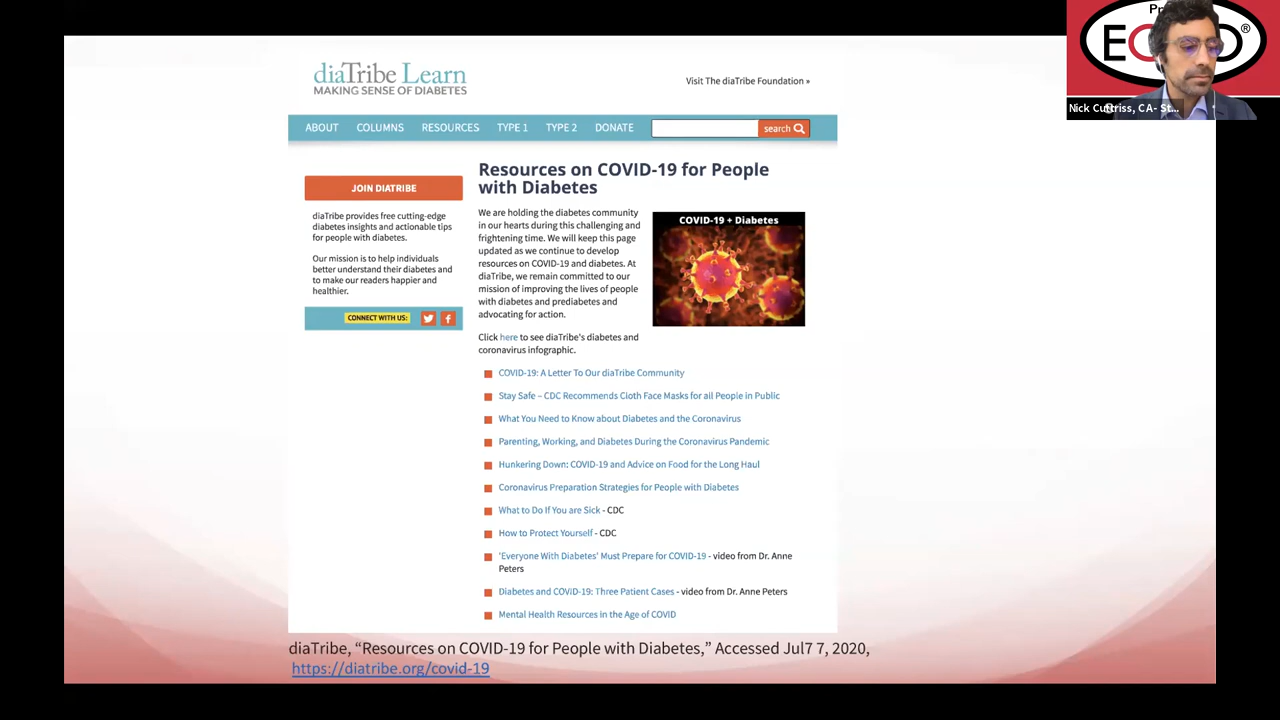 diaTribe Learn
MAKING SENSE OF DIABETES
Visit The diaTribe Foundation »
ABOUT COLUMNS RESOURCES TYPE 1 TYPE 2 DONATE search
JOIN DIATRIBE
diaTribe provides free cutting-edge
diabetes insights and actionable tips
for people with diabetes.
Our mission is to help individuals
better understand their diabetes and
to make our readers happier and
healthier.
CONNECT WITH US:
Resources on COVID-19 for People
with Diabetes
We are holding the diabetes community
in our hearts during this challenging and
frightening time. We will keep this page
updated as we continue to develop
resources on COVID-19 and diabetes. At
diaTribe, we remain committed to our
mission of improving the lives of people
with diabetes and prediabetes and
advocating for action.
COVID-19 + Diabetes
Click here to see diaTribe's diabetes and
coronavirus infographic.
COVID-19: A Letter To Our diaTribe Community
Stay Safe – CDC Recommends Cloth Face Masks for all People in Public
What You Need to Know about Diabetes and the Coronavirus
Parenting, Working, and Diabetes During the Coronavirus Pandemic
Hunkering Down: COVID-19 and Advice on Food for the Long Haul
Coronavirus Preparation Strategies for People with Diabetes
What to Do If You are Sick - CDC
How to Protect Yourself - CDC
'Everyone With Diabetes' Must Prepare for COVID-19 - video from Dr. Anne
Peters
Diabetes and COVID-19: Three Patient Cases - video from Dr. Anne Peters
Mental Health Resources in the Age of COVID
diaTribe, “Resources on COVID-19 for People with Diabetes,” Accessed Jul7 7, 2020,
https://diatribe.org/covid-19
Nick Cuttriss, CA- St...